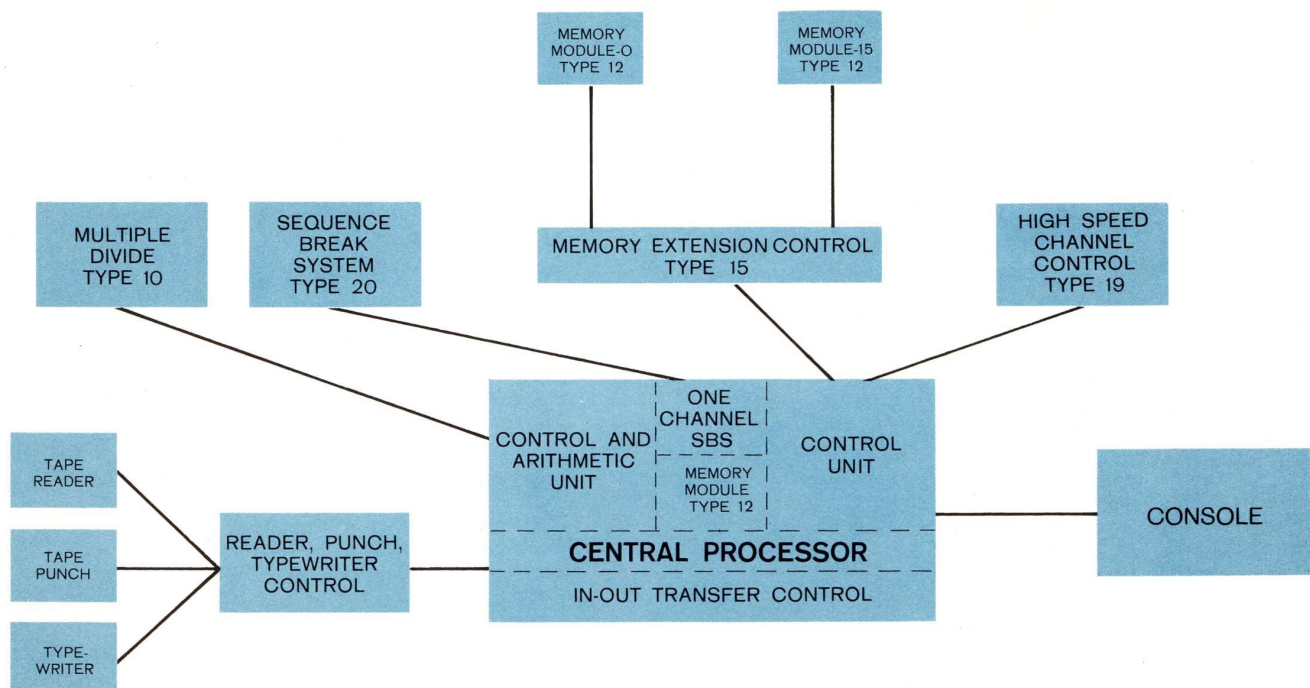 MEMORY
MODULE-0
TYPE 12
MEMORY
MODULE-15
TYPE 12
MULTIPLE
DIVIDE
TYPE 10
SEQUENCE
BREAK
SYSTEM
TYPE 20
MEMORY EXTENSION CONTROL
TYPE 15
HIGH SPEED
CHANNEL
CONTROL
TYPE 19
CONTROL AND
ARITHMETIC
UNIT
ONE
CHANNEL
SBS
MEMORY
MODULE
TYPE 12
CONTROL
UNIT
CENTRAL PROCESSOR
IN-OUT TRANSFER CONTROL
TAPE
READER
TAPE
PUNCH
TYPE-
WRITER
READER, PUNCH,
TYPEWRITER
CONTROL
CONSOLE